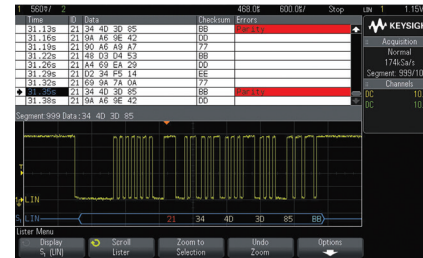 1 560%/ 2 468.0% 600.0%/ Stop LIN 1 1.15V
Time ID Data Checksum Errors
31.13s 21 34 4D 3D 85 BB Parity
31.16s 21 9A A6 9E 42 DD
31.19s 21 90 A6 A9 A7 77
31.22s 21 48 D3 D4 53 BB
31.25s 21 A4 69 EA 29 DD
31.29s 21 D2 34 F5 14 EE
31.32s 21 69 9A 7A 0A 77
31.35s 21 34 4D 3D 85 BB Parity
31.38s 21 9A A6 9E 42 DD
KEYSIGH
Acquisition
Normal
174kSa/s
Segment: 999/10
Channels
DC 10.
DC 10.
Segment 999 Data: 34 4D 3D 85
T
LIN
S1 LIN 21 34 4D 3D 85 BB
Lister Menu
Display Scroll Zoom to Undo Options
S1 (LIN) Lister Selection Zoom